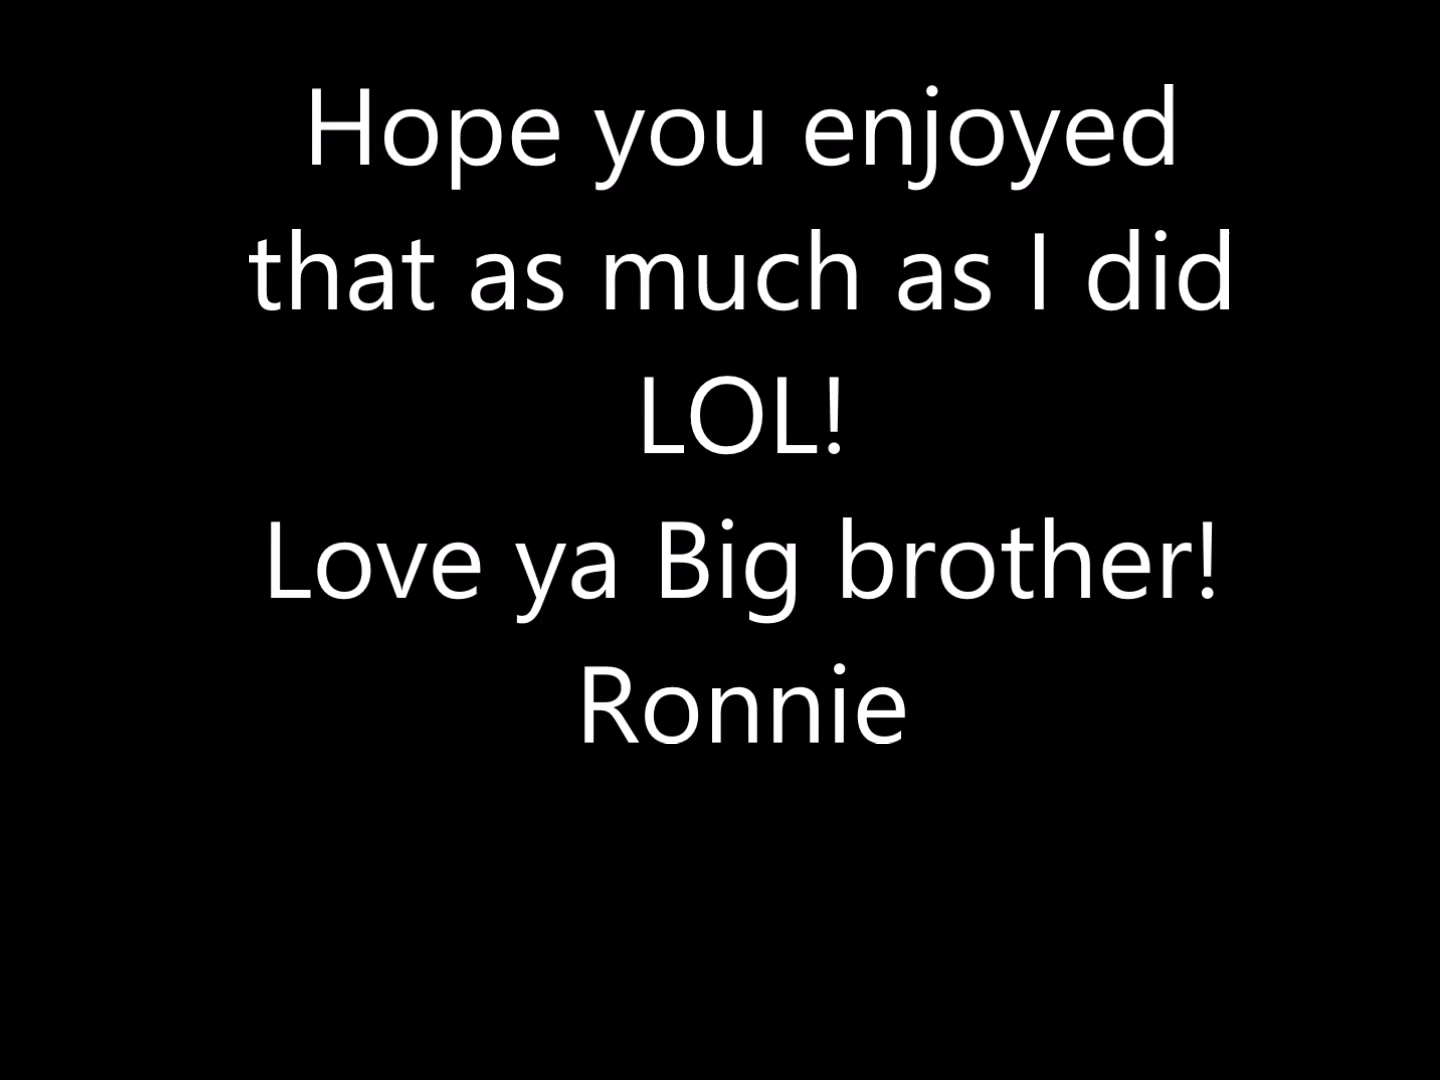 Hope you enjoyed
that as much as I did
LOL!
Love ya Big brother!
Ronnie